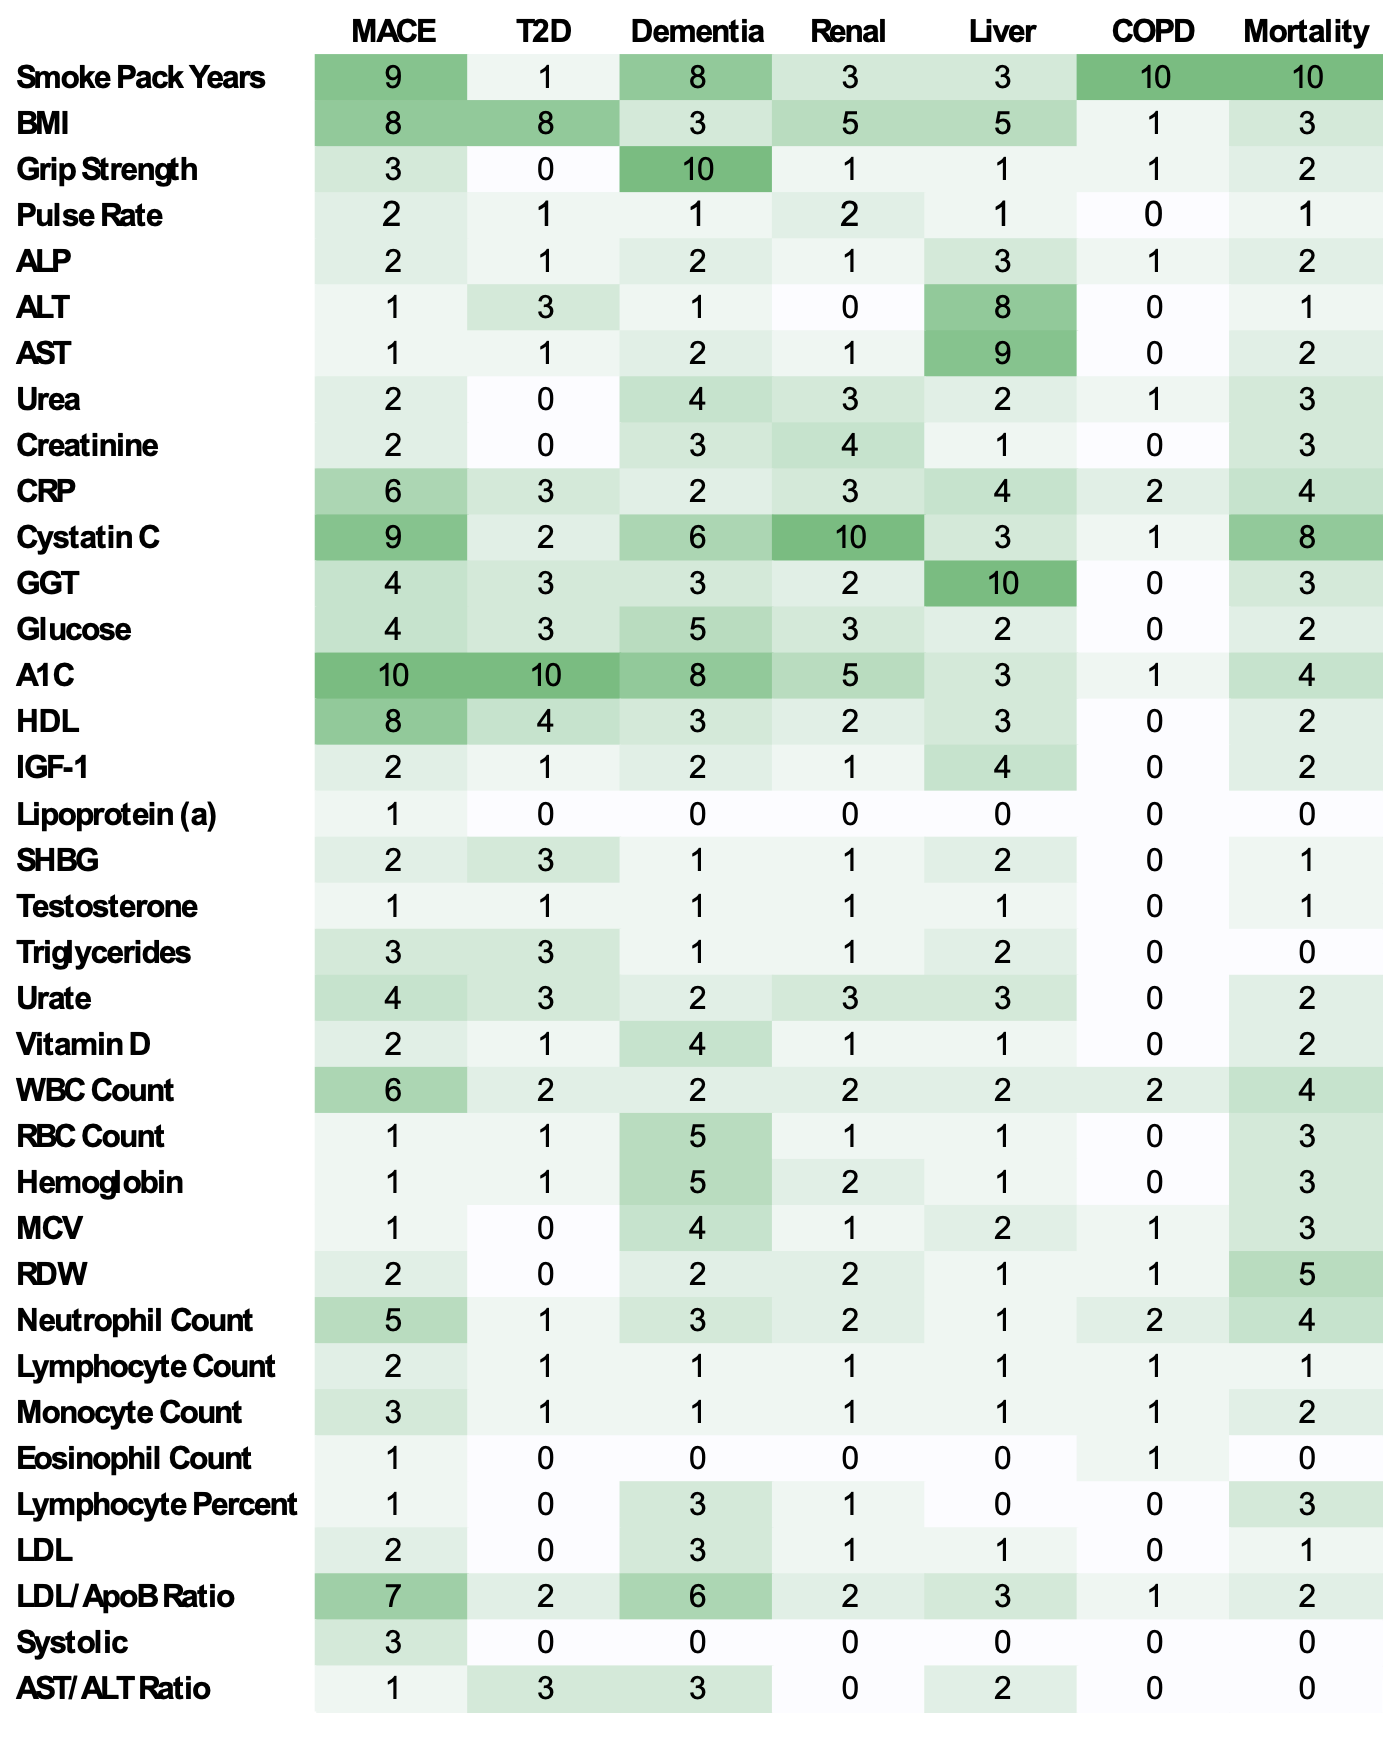 MACE T2D Dementia Renal Liver COPD Mortality
Smoke Pack Years 9 1 8 3 3 10 10
BMI 8 8 3 5 5 1 3
Grip Strength 3 0 10 1 1 1 2
Pulse Rate 2 1 1 2 1 0 1
ALP 2 1 2 1 3 1 2
ALT 1 3 1 0 8 0 1
AST 1 1 2 1 9 0 2
Urea 2 0 4 3 2 1 3
Creatinine 2 0 3 4 1 0 3
CRP 6 3 2 3 4 2 4
Cystatin C 9 2 6 10 3 1 8
GGT 4 3 3 2 10 0 3
Glucose 4 3 5 3 2 0 2
A1C 10 10 8 5 3 1 4
HDL 8 4 3 2 3 0 2
IGF-1 2 1 2 1 4 0 2
Lipoprotein (a) 1 0 0 0 0 0 0
SHBG 2 3 1 1 2 0 1
Testosterone 1 1 1 1 1 0 1
Triglycerides 3 3 1 1 2 0 0
Urate 4 3 2 3 3 0 2
Vitamin D 2 1 4 1 1 0 2
WBC Count 6 2 2 2 2 2 4
RBC Count 1 1 5 1 1 0 3
Hemoglobin 1 1 5 2 1 0 3
MCV 1 0 4 1 2 1 3
RDW 2 0 2 2 1 1 5
Neutrophil Count 5 1 3 2 1 2 4
Lymphocyte Count 2 1 1 1 1 1 1
Monocyte Count 3 1 1 1 1 1 2
Eosinophil Count 1 0 0 0 0 1 0
Lymphocyte Percent 1 0 3 1 0 0 3
LDL 2 0 3 1 1 0 1
LDL/ ApoB Ratio 7 2 6 2 3 1 2
Systolic 3 0 0 0 0 0 0
AST/ ALT Ratio 1 3 3 0 2 0 0